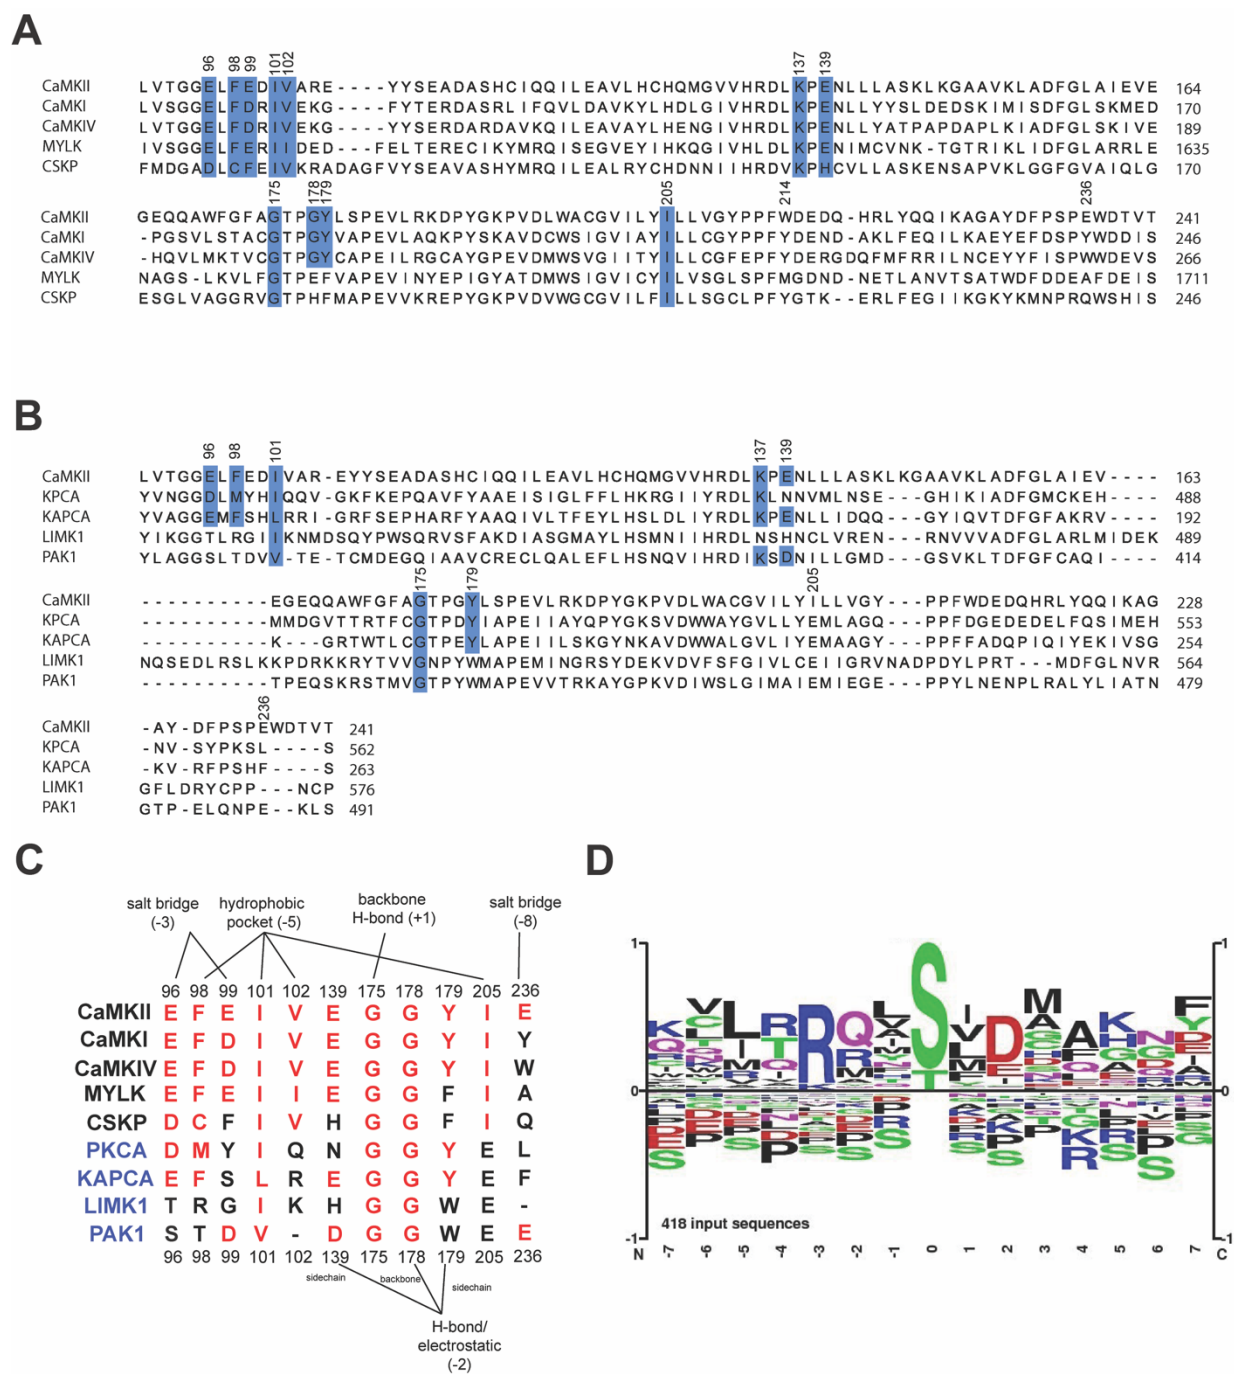 A
96 98 99 101 102 137 139
CaMKII LVTGGELFEDIVARE----YYSEADASHCIQQILEAVLHCHQMGVVHRDLKPENLLLASKLKGAAVKLADFGLAIEVE 164
CaMKI LVSGGELFDRIVEKG----FYTERDASRLIFQVLDAVKYLHDLGIVHRDLKPENLLYYSLDEDSKIMISDFGLSKMED 170
CaMKIV LVTGGELFDRIVEKG----YYSERDARDAVKQILEAVAYLHENGIVHRDLKPENLLYATPAPDAPLKIADFGLSKIVE 189
MYLK IVSGGELFERIIDED----FELTERECIKYMRQISEGVEYIHKQGIVHLDLKPENIMCVNK-TGTRIKLIDFGLARRLE 1635
CSKP FMDGADLCFEIVKRADAGFVYSEAVASHYMRQILEALRYCHDNNIIHRDVKPHCVLLASKENSAPVKLGGFGVAIQLG 170
175 178 179 205 214 236
CaMKII GEQQAWFGFAGTPGYLSPEVLRKDPYGKPVDLWACGVILYILLVGYPPFWDEDQ-HRLYQQIKAGAYDFPSPEWDTVT 241
CaMKI -PGSVLSTACGTPGYVAPEVLAQKPYSKAVDCWSIGVIAYILLCGYPPFYDEND-AKLFEQILKAEYEFDSPYWDDIS 246
CaMKIV -HQVLMKTVCGTPGYCAPEILRGCAYGPEVDMWSVGIITYILLCGFEPFYDERGDQFMFRRILNCEYYFISPWWDEVS 266
MYLK NAGS-LKVLFGTPEFVAPEVINYEPIGYATDMWSIGVICYILVSGLSPFMGDND-NETLANVTSATWDFDDEAFDEIS 1711
CSKP ESGLVAGGRVGTPHFMAPEVVKREPYGKPVDVWGCGVILFILLSGCLPFYGTK--ERLFEGIIKGKYKMNPRQWSHIS 246
B
96 98 101 137 139
CaMKII LVTGGELFEDIVAR-EYYSEADASHCIQQILEAVLHCHQMGVVHRDLKPENLLLASKLKGAAVKLADFGLAIEV---- 163
KPCA YVNGGDLMYHIQQV-GKFKEPQAVFYAAEISIGLFFLHKRGIIYRDLKLNNVMLNSE---GHIKIADFGMCKEH---- 488
KAPCA YVAGGEMFSHLRRI-GRFSEPHARFYAAQIVLTFEYLHSLDLIYRDLKPENLLIDQQ---GYIQVTDFGFAKRV---- 192
LIMK1 YIKGGTLRGIIKNMDSQYPWSQRVSFAKDIASGMAYLHSMNIIHRDLNSHNCLVREN---RNVVVADFGLARLMIDEK 489
PAK1 YLAGGSLTDVV-TE-TCMDEGQIAAVCRECLQALEFLHSNQVIHRDIKSDNILLGMD---GSVKLTDFGFCAQI---- 414
175 179 205
CaMKII ----------EGEQQAWFGFAGTPGYLSPEVLRKDPYGKPVDLWACGVILYILLVGY---PPFWDEDQHRLYQQIKAG 228
KPCA ----------MMDGVTTRTFCGTPDYIAPEIIAYQPYGKSVDWWAYGVLLYEMLAGQ---PPFDGEDEDELFQSIMEH 553
KAPCA ----------K---GRTWTLCGTPEYLAPEIILSKGYNKAVDWWALGVLIYEMAAGY---PPFFADQPIQIYEKIVSG 254
LIMK1 NQSEDLRSLKKPDRKKRYTVVGNPYWMAPEMINGRSYDEKVDVFSFGIVLCEIIGRVNADPDYLPRT---MDFGLNVR 564
PAK1 ----------TPEQSKRSTMVGTPYWMAPEVVTRKAYGPKVDIWSLGIMAIEMIEGE---PPYLNENPLRALYLIATN 479
236
CaMKII -AY-DFPSPEWDTVT 241
KPCA -NV-SYPKSL----S 562
KAPCA -KV-RFPSHF----S 263
LIMK1 GFLDRYCPP---NCP 576
PAK1 GTP-ELQNPE--KLS 491
C
salt bridge (-3)
hydrophobic pocket (-5)
backbone H-bond (+1)
salt bridge (-8)
96 98 99 101 102 139 175 178 179 205 236
CaMKII E F E I V E G G Y I E
CaMKI E F D I V E G G Y I Y
CaMKIV E F D I V E G G Y I W
MYLK E F E I I E G G F I A
CSKP D C F I V H G G F I Q
PKCA D M Y I Q N G G Y E L
KAPCA E F S L R E G G Y E F
LIMK1 T R G I K H G G W E -
PAK1 S T D V - D G G W E E
96 98 99 101 102 139 175 178 179 205 236
sidechain backbone sidechain
H-bond/
electrostatic
(-2)
D
1 1
K V L R R Q L S I D M A K N F
0 0
418 input sequences
-1 -1
N -7 -6 -5 -4 -3 -2 -1 0 1 2 3 4 5 6 7 C